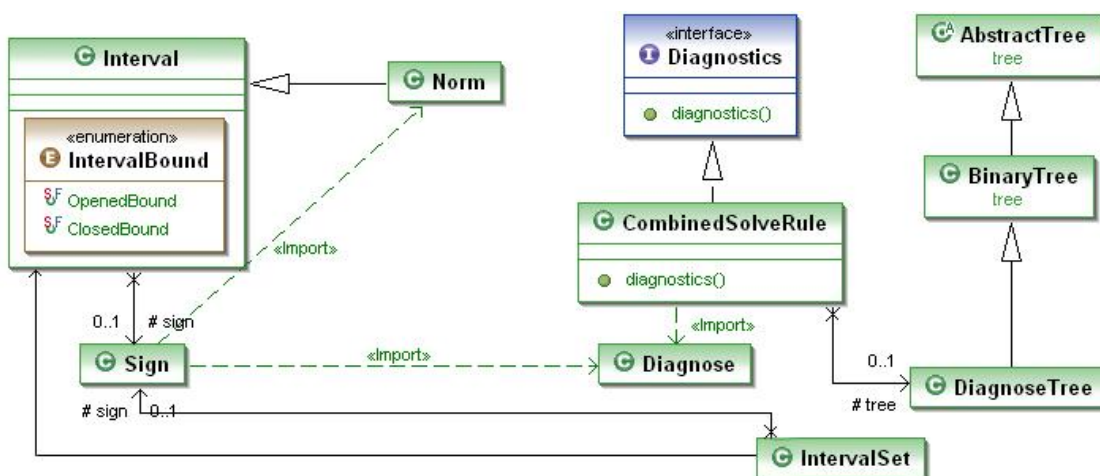 Interval
«enumeration»
IntervalBound
OpenedBound
ClosedBound
Norm
«interface»
Diagnostics
diagnostics()
AbstractTree
tree
BinaryTree
tree
CombinedSolveRule
diagnostics()
«Import»
«Import»
0..1
# sign
Sign
«Import»
Diagnose
0..1
# tree
DiagnoseTree
# sign
0..1
IntervalSet